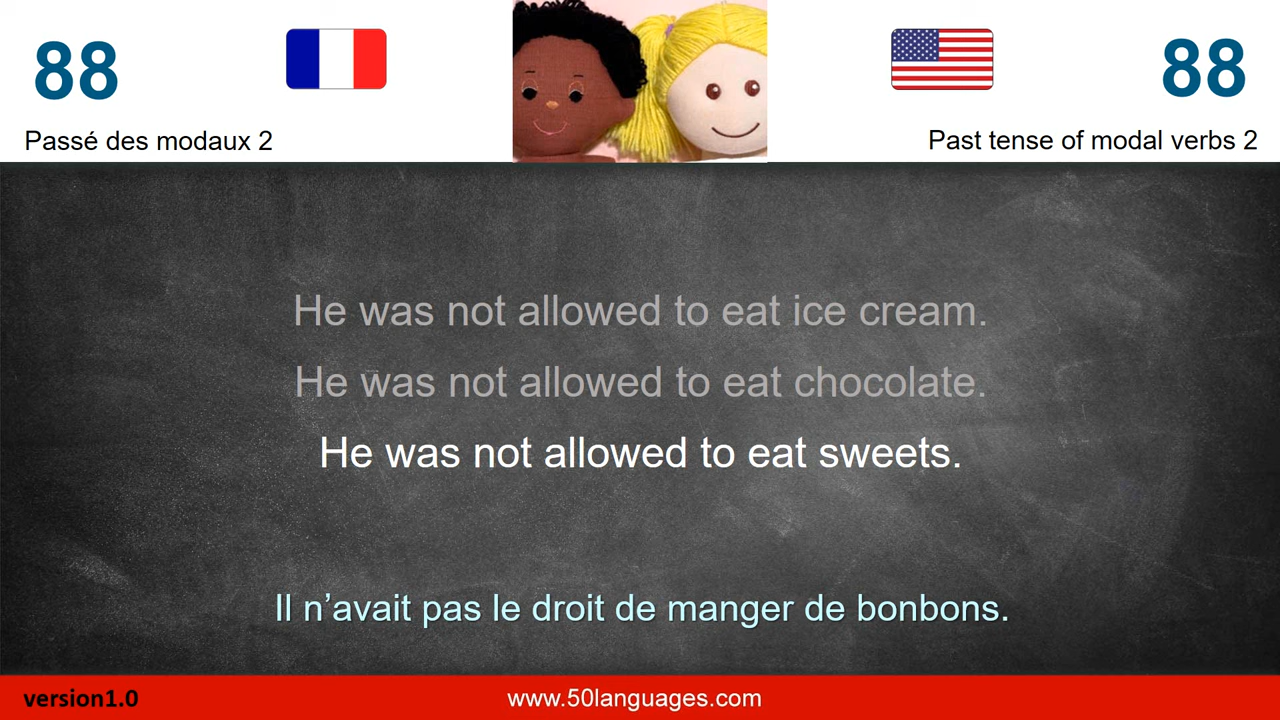 88
88
Passé des modaux 2
Past tense of modal verbs 2
He was not allowed to eat ice cream.
He was not allowed to eat chocolate.
He was not allowed to eat sweets.
Il n’avait pas le droit de manger de bonbons.
version1.0
www.50languages.com